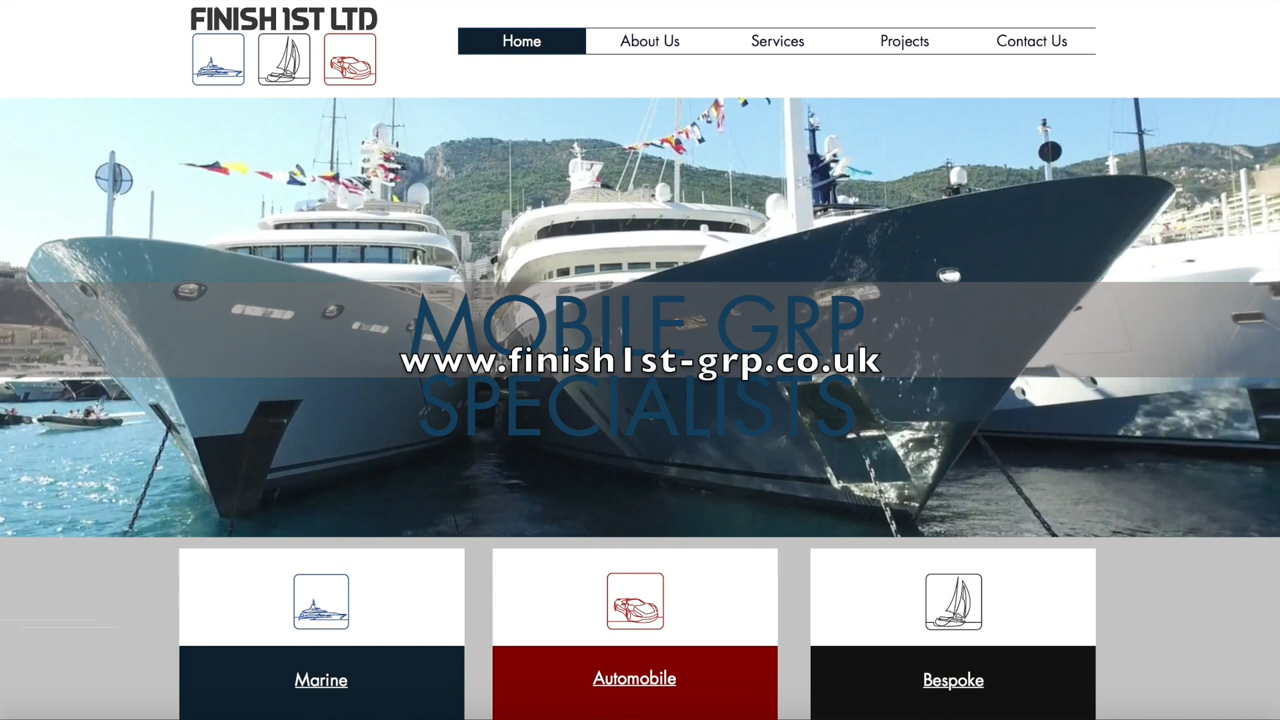 FINISH 1ST LTD
Home
About Us
Services
Projects
Contact Us
MOBILE GRP
www.finish1st-grp.co.uk
SPECIALISTS
Marine
Automobile
Bespoke